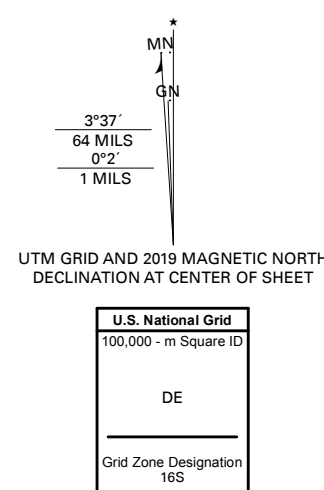 ★
MN
GN
3°37´
64 MILS
0°2´
1 MILS
UTM GRID AND 2019 MAGNETIC NORTH
DECLINATION AT CENTER OF SHEET
U.S. National Grid
100,000 - m Square ID
DE
Grid Zone Designation
16S